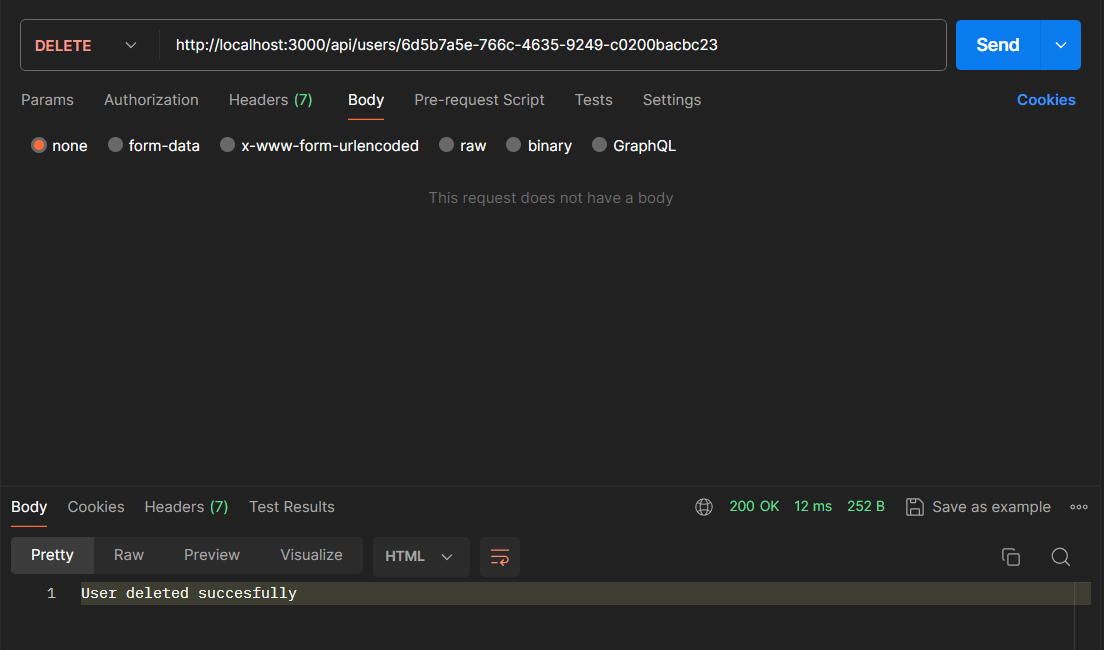 DELETE http://localhost:3000/api/users/6d5b7a5e-766c-4635-9249-c0200bacbc23 Send
Params Authorization Headers (7) Body Pre-request Script Tests Settings Cookies
none form-data x-www-form-urlencoded raw binary GraphQL
This request does not have a body
Body Cookies Headers (7) Test Results 200 OK 12 ms 252 B Save as example
Pretty Raw Preview Visualize HTML
1 User deleted succesfully